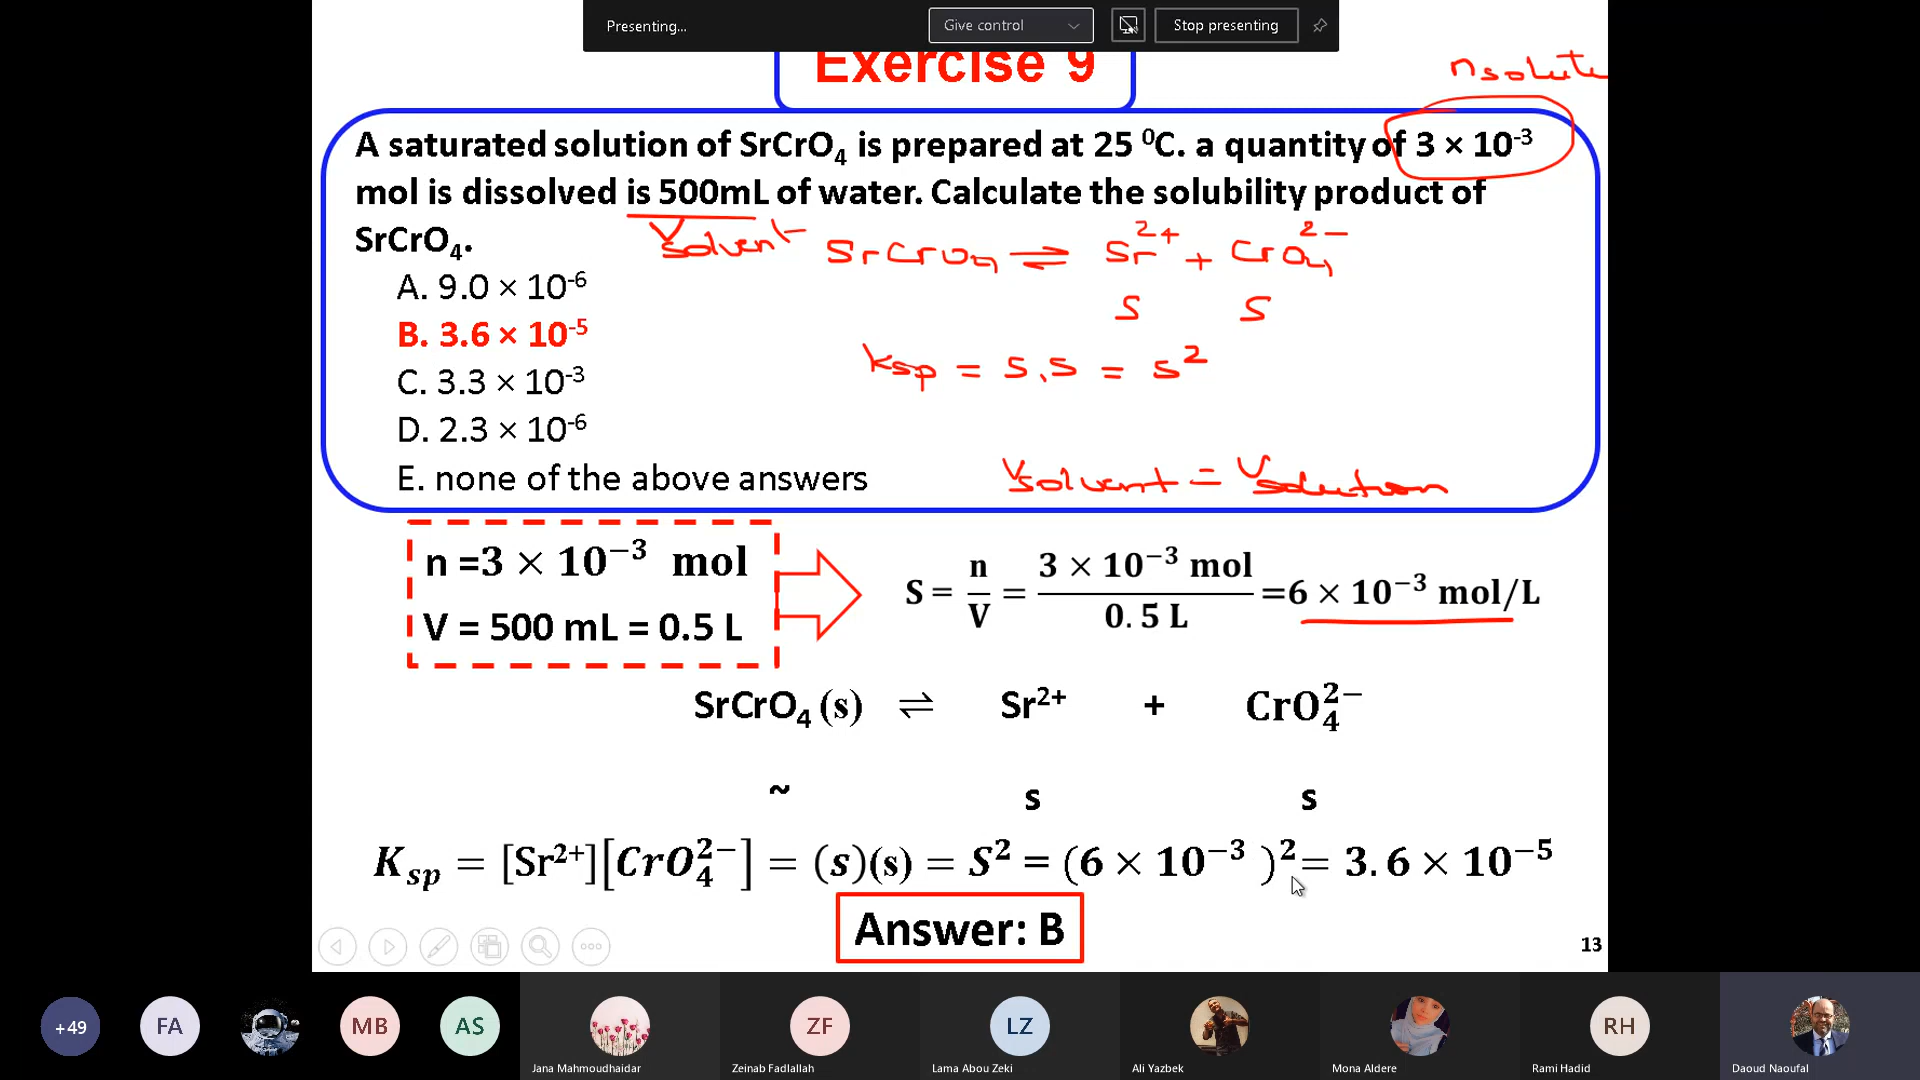 Presenting...
Give control
Stop presenting
Exercise 9
n solute
A saturated solution of SrCrO₄ is prepared at 25 ⁰C. a quantity of 3 × 10⁻³
mol is dissolved is 500mL of water. Calculate the solubility product of
SrCrO₄.
V solvent
SrCrO₄ ⇌ Sr²⁺ + CrO₄²⁻
S S
A. 9.0 × 10⁻⁶
B. 3.6 × 10⁻⁵
ksp = S.S = S²
C. 3.3 × 10⁻³
D. 2.3 × 10⁻⁶
E. none of the above answers
Vsolvent = Vsolution
n =3 × 10⁻³ mol
V = 500 mL = 0.5 L
S = n/V = 3 × 10⁻³ mol / 0.5 L =6 × 10⁻³ mol/L
SrCrO₄ (s) ⇌ Sr²⁺ + CrO₄²⁻
~ s s
Ksp = [Sr²⁺][CrO₄²⁻] = (s)(s) = S² = (6 × 10⁻³ )²= 3.6 × 10⁻⁵
Answer: B
13
+49
FA
MB
AS
ZF
LZ
RH
Jana Mahmoudhaidar
Zeinab Fadlallah
Lama Abou Zeki
Ali Yazbek
Mona Aldere
Rami Hadid
Daoud Naoufal